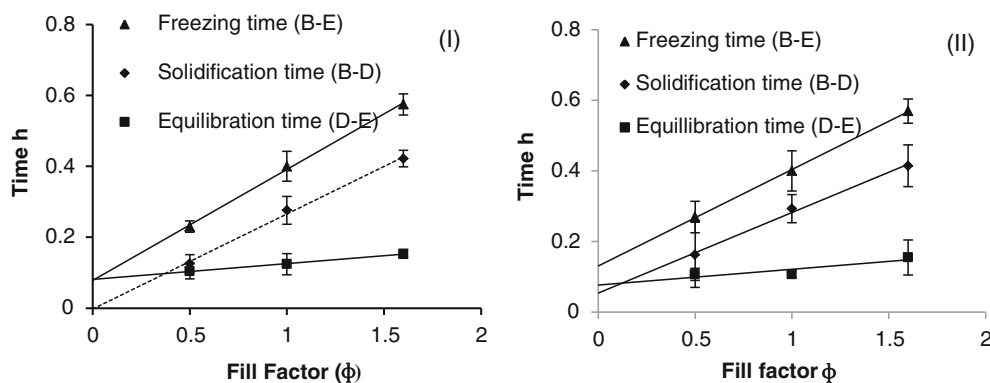 0.8
Freezing time (B-E)
(I)
Solidification time (B-D)
0.6
Equilibration time (D-E)
Time h
0.4
0.2
0
0 0.5 1 1.5 2
Fill Factor (ϕ)
0.8
Freezing time (B-E)
(II)
Solidification time (B-D)
0.6
Equillibration time (D-E)
Time h
0.4
0.2
0
0 0.5 1 1.5 2
Fill factor ϕ